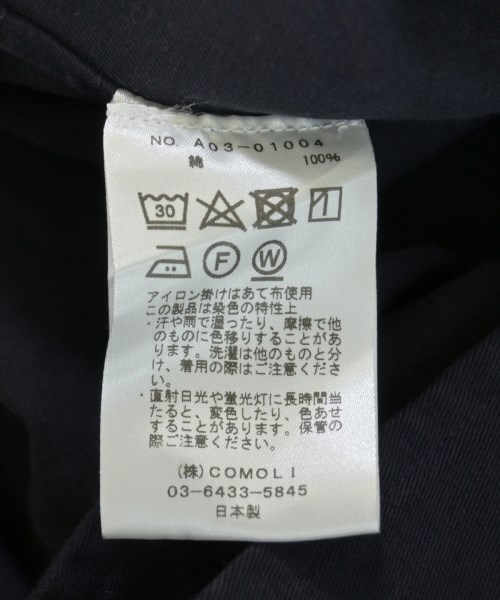 NO. A03-01004
綿 100%
30
F W
アイロン掛けはあて布使用
この製品は染色の特性上
・汗や雨で湿ったり、摩擦で他
のものに色移りすることがあ
ります。洗濯は他のものと分
け、着用の際はご注意くださ
い。
・直射日光や蛍光灯に長時間当
たると、変色したり、色あせ
することがあります。保管の
際ご注意ください。
(株)COMOLI
03-6433-5845
日本製